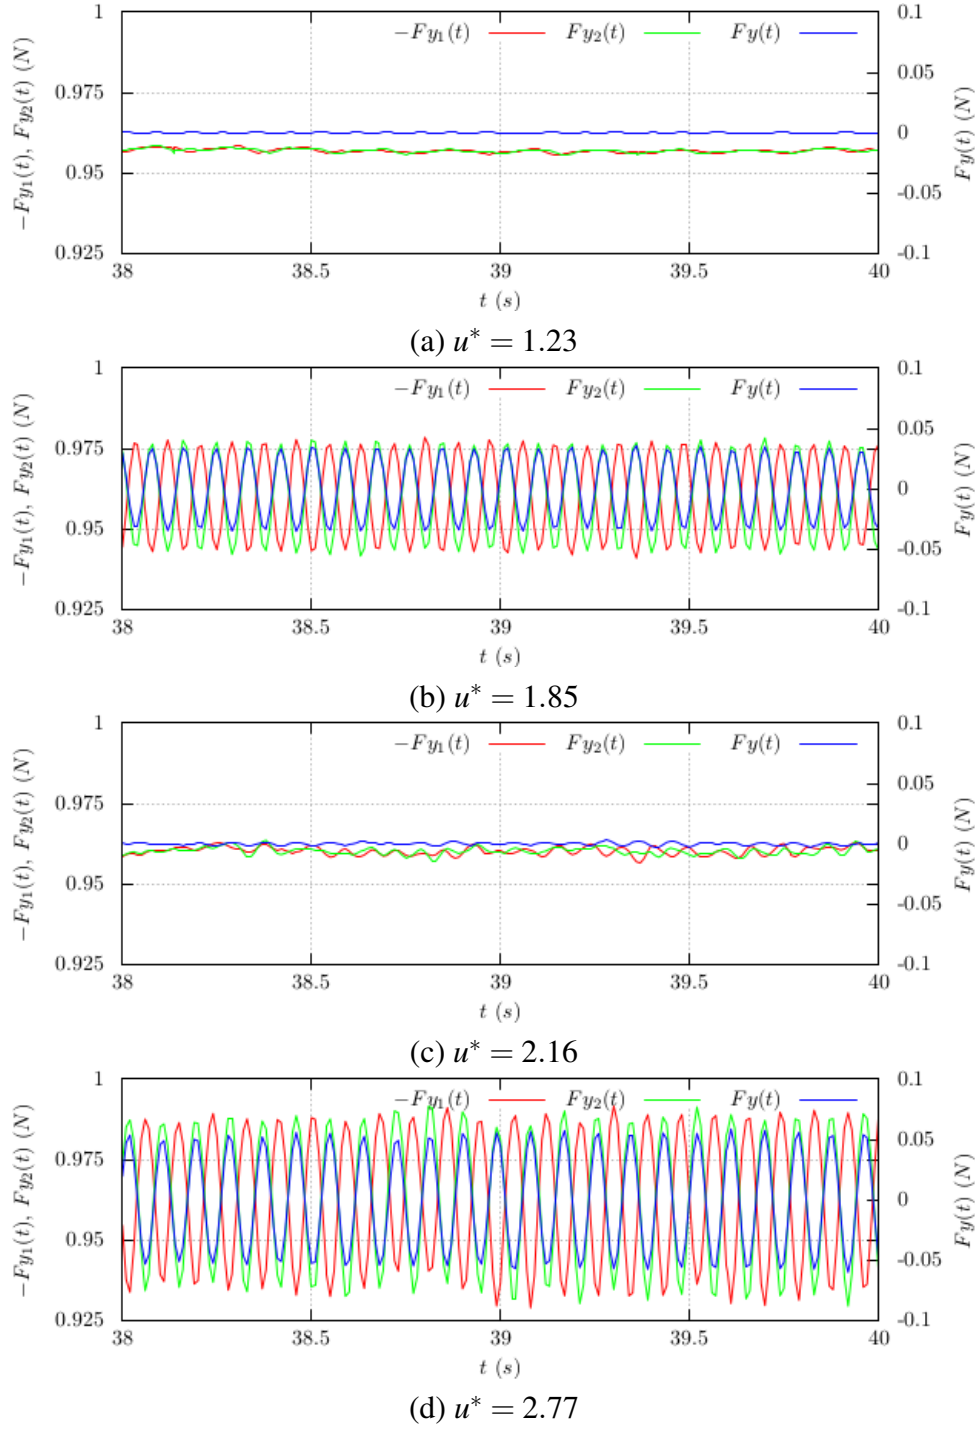 1 0.1
−Fy₁(t) Fy₂(t) Fy(t)
0.975 0.05
−Fy₁(t), Fy₂(t) (N) 0 Fy(t) (N)
0.95 -0.05
0.925 -0.1
38 38.5 39 39.5 40
t (s)
(a) u* = 1.23
1 0.1
−Fy₁(t) Fy₂(t) Fy(t)
0.975 0.05
−Fy₁(t), Fy₂(t) (N) 0 Fy(t) (N)
0.95 -0.05
0.925 -0.1
38 38.5 39 39.5 40
t (s)
(b) u* = 1.85
1 0.1
−Fy₁(t) Fy₂(t) Fy(t)
0.975 0.05
−Fy₁(t), Fy₂(t) (N) 0 Fy(t) (N)
0.95 -0.05
0.925 -0.1
38 38.5 39 39.5 40
t (s)
(c) u* = 2.16
1 0.1
−Fy₁(t) Fy₂(t) Fy(t)
0.975 0.05
−Fy₁(t), Fy₂(t) (N) 0 Fy(t) (N)
0.95 -0.05
0.925 -0.1
38 38.5 39 39.5 40
t (s)
(d) u* = 2.77